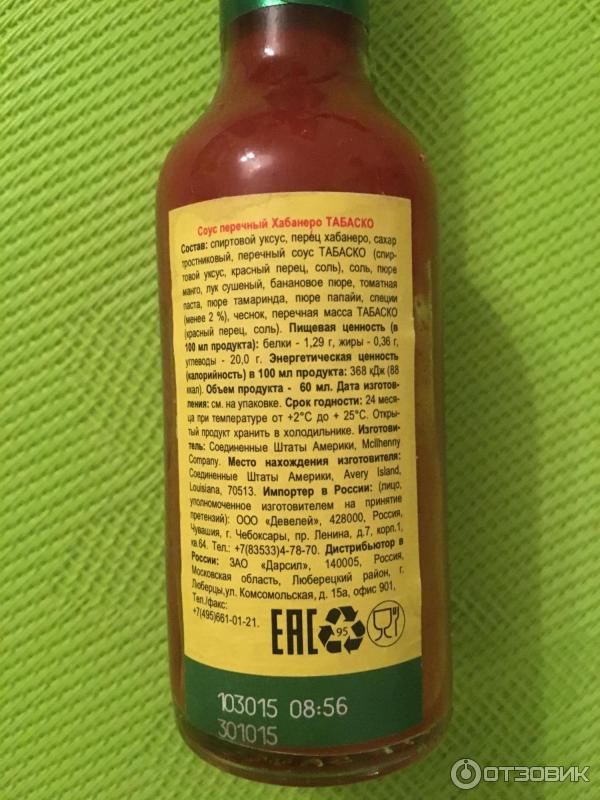 Соус перечный Хабанеро ТАБАСКО
Состав: спиртовой уксус, перец хабанеро, сахар
тростниковый, перечный соус ТАБАСКО (спир-
товой уксус, красный перец, соль), соль, пюре
манго, лук сушеный, банановое пюре, томатная
паста, пюре тамаринда, пюре папайи, специи
(менее 2 %), чеснок, перечная масса ТАБАСКО
(красный перец, соль). Пищевая ценность (в
100 мл продукта): белки - 1,29 г, жиры - 0,36 г,
углеводы - 20,0 г. Энергетическая ценность
(калорийность) в 100 мл продукта: 368 кДж (88
ккал). Объем продукта - 60 мл. Дата изготов-
ления: см. на упаковке. Срок годности: 24 меся-
ца при температуре от +2°С до + 25°С. Откры-
тый продукт хранить в холодильнике. Изготови-
тель: Соединенные Штаты Америки, McIlhenny
Company. Место нахождения изготовителя:
Соединенные Штаты Америки, Avery Island,
Louisiana, 70513. Импортер в России: (лицо,
уполномоченное изготовителем на принятие
претензий): ООО «Девелей», 428000, Россия,
Чувашия, г. Чебоксары, пр. Ленина, д.7, корп.1,
кв.64. Тел.: +7(83533)4-78-70. Дистрибьютор в
России: ЗАО «Дарсил», 140005, Россия,
Московская область, Люберецкий район, г.
Люберцы,ул. Комсомольская, д. 15а, офис 901,
Тел./факс:
+7(495)661-01-21.
EAC 95
103015 08:56
301015
ОТЗОВИК